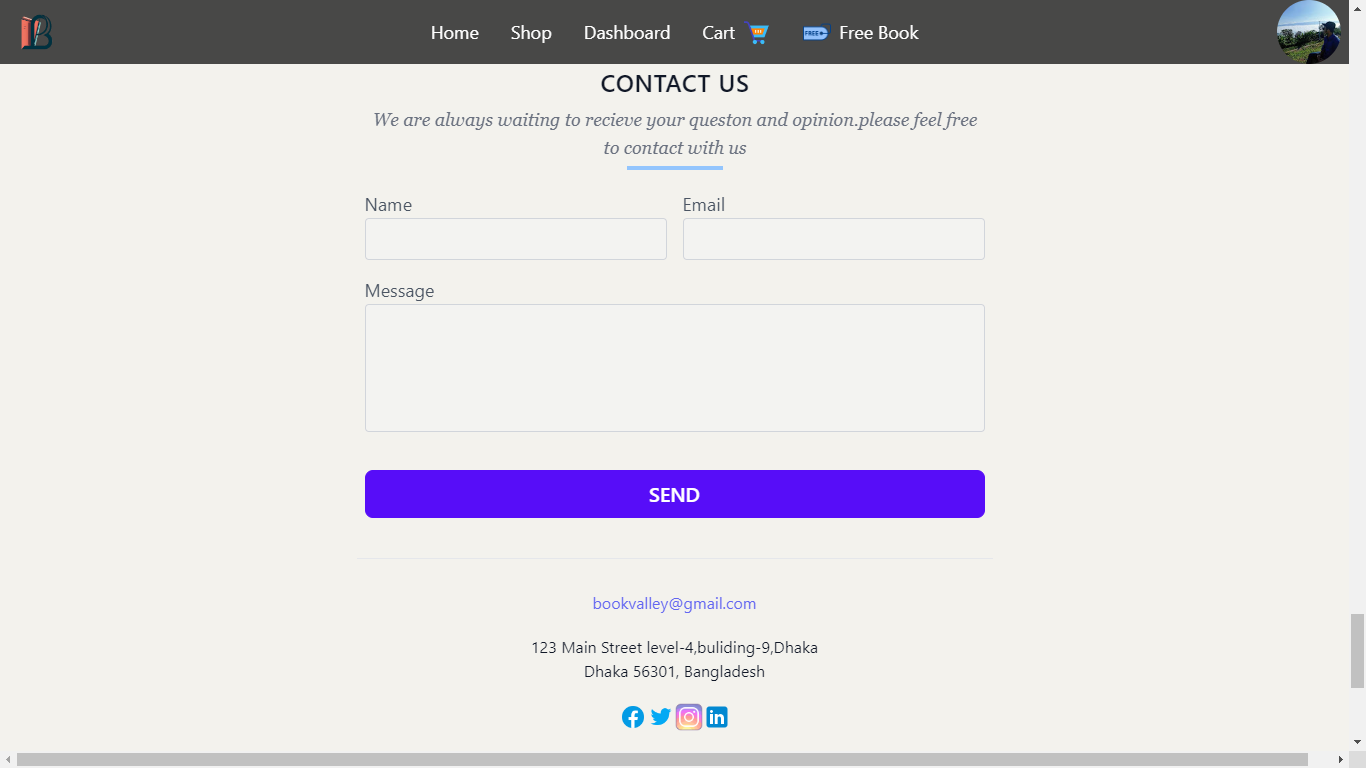 Home Shop Dashboard Cart FREE Free Book
CONTACT US
We are always waiting to recieve your queston and opinion.please feel free
to contact with us
Name Email
Message
SEND
bookvalley@gmail.com
123 Main Street level-4,buliding-9,Dhaka
Dhaka 56301, Bangladesh